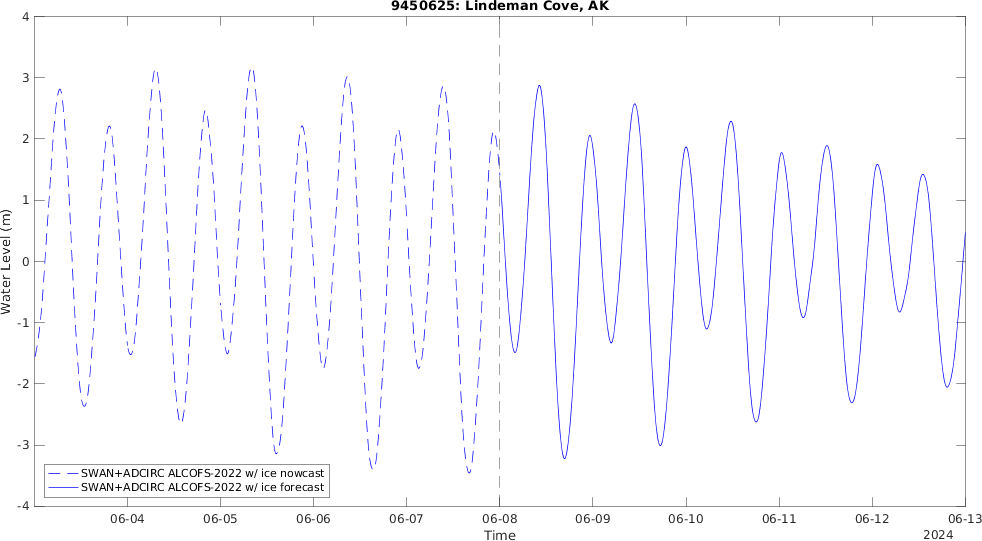 9450625: Lindeman Cove, AK
Water Level (m)
4
3
2
1
0
-1
-2
-3
-4
SWAN+ADCIRC ALCOFS-2022 w/ ice nowcast
SWAN+ADCIRC ALCOFS-2022 w/ ice forecast
06-04 06-05 06-06 06-07 06-08 06-09 06-10 06-11 06-12 06-13
Time
2024